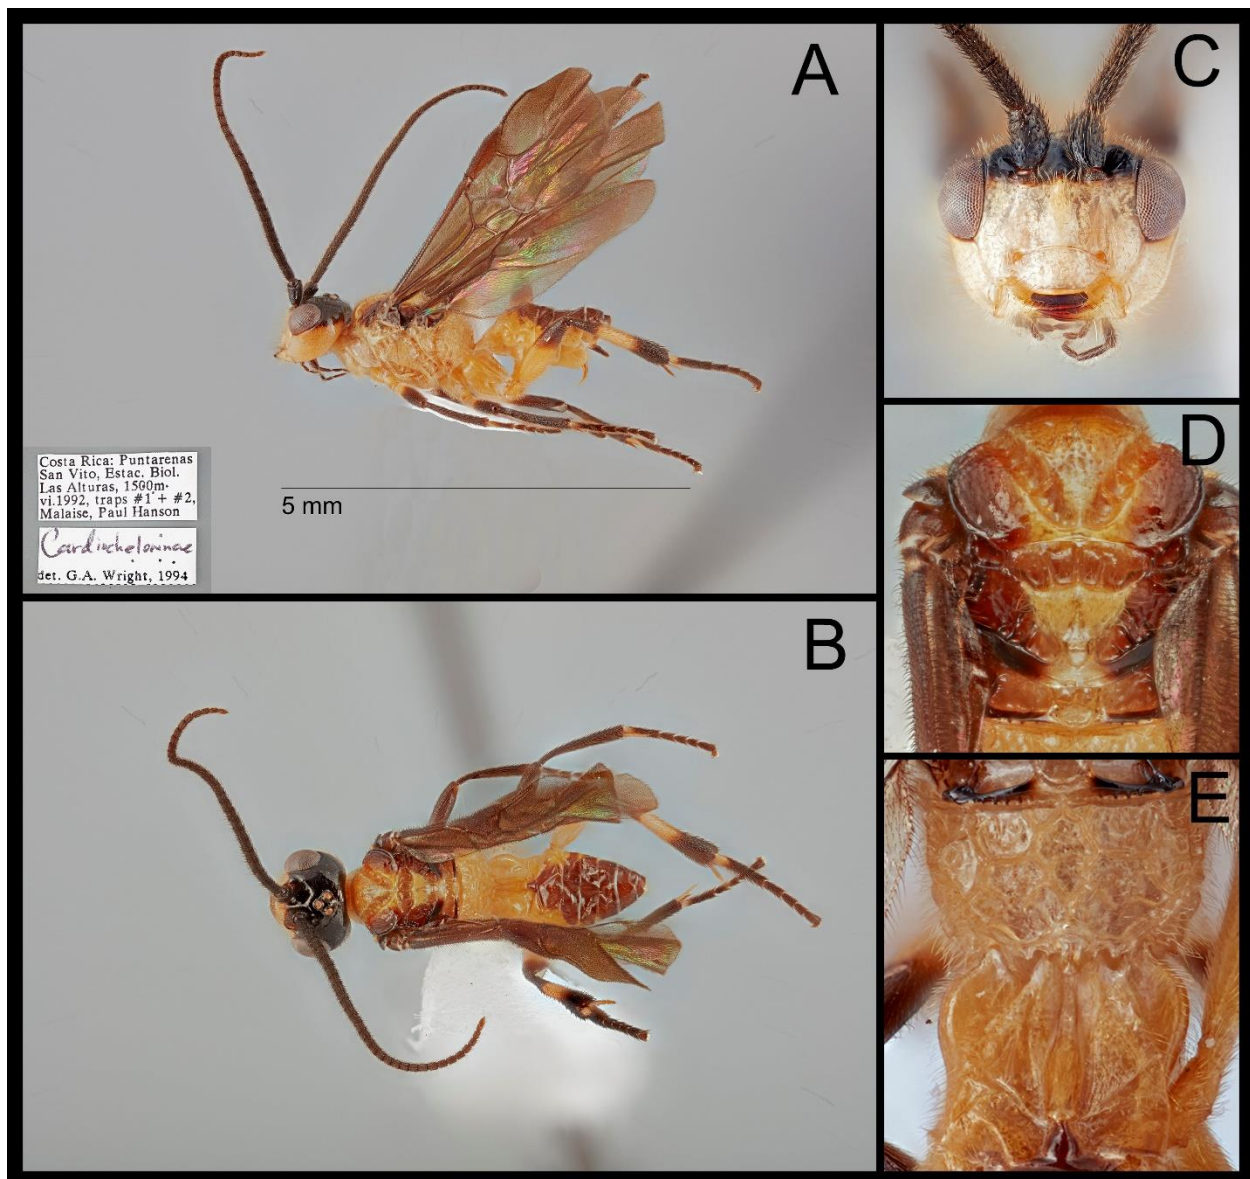 A
Costa Rica: Puntarenas
San Vito, Estac. Biol.
Las Alturas, 1500m.
vi.1992, traps #1 + #2,
Malaise, Paul Hanson
Cardiochelorinae
det. G.A. Wright, 1994
5 mm
B
C
D
E